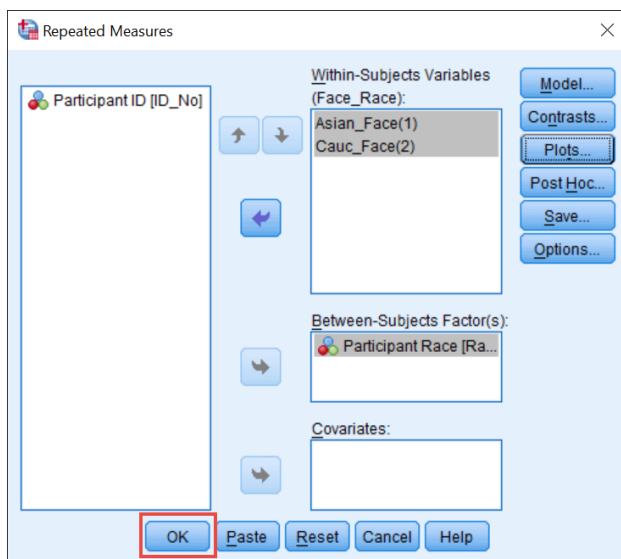 Repeated Measures
Participant ID [ID_No]
Within-Subjects Variables
(Face_Race):
Asian_Face(1)
Cauc_Face(2)
Model...
Contrasts...
Plots...
Post Hoc...
Save...
Options...
Between-Subjects Factor(s):
Participant Race [Ra...
Covariates:
OK Paste Reset Cancel Help